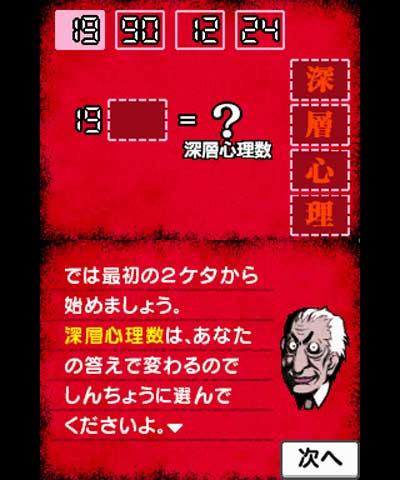 19 90 12 24
19 = ?
深層心理数
深
層
心
理
では最初の2ケタから
始めましょう。
深層心理数は、あなた
の答えで変わるので
しんちょうに選んで
くださいよ。
次へ